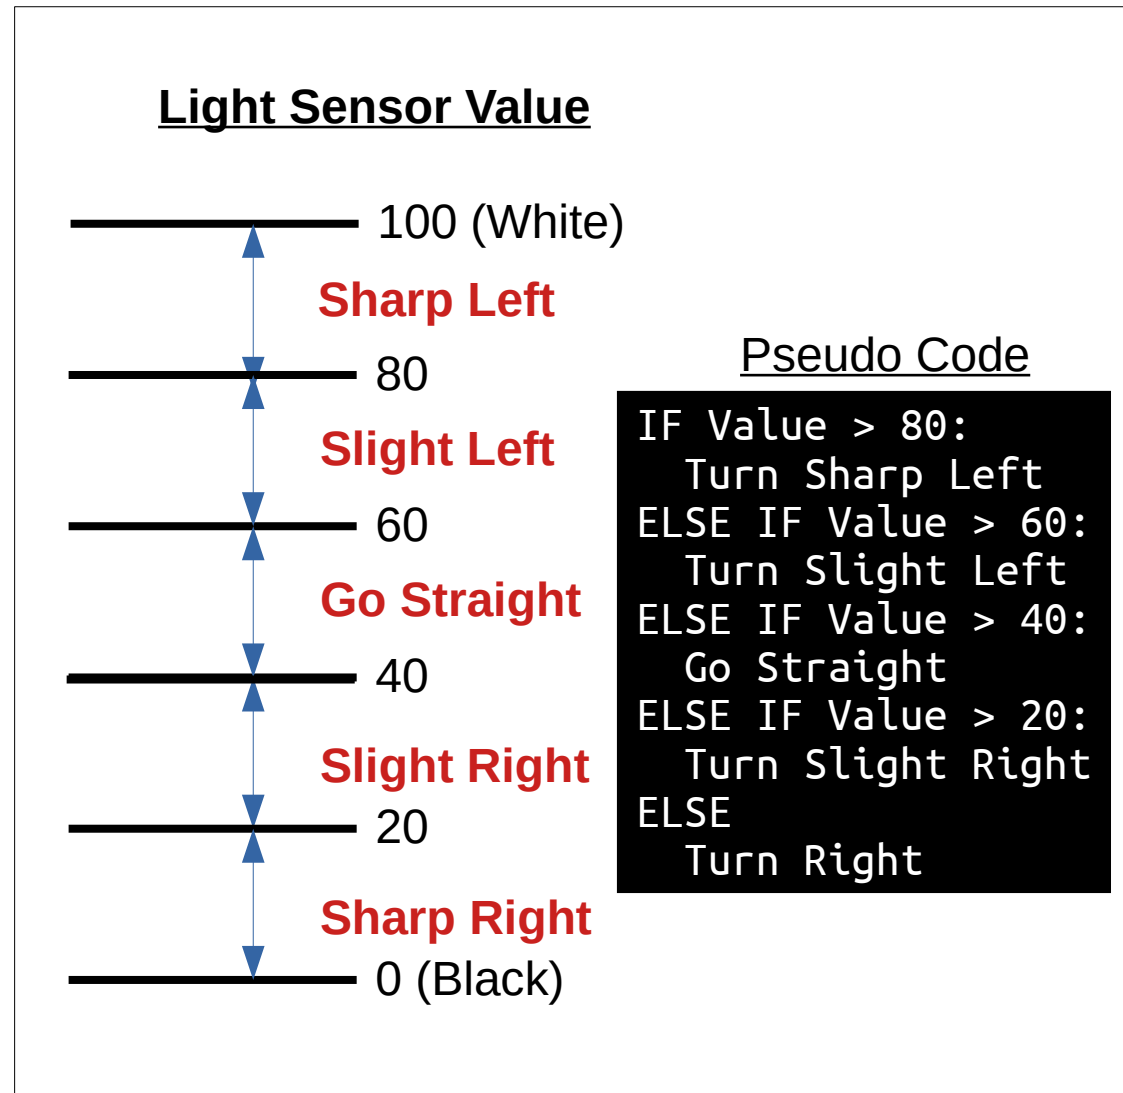 Light Sensor Value
100 (White)
Sharp Left
80
Slight Left
60
Go Straight
40
Slight Right
20
Sharp Right
0 (Black)
Pseudo Code
IF Value > 80:
  Turn Sharp Left
ELSE IF Value > 60:
  Turn Slight Left
ELSE IF Value > 40:
  Go Straight
ELSE IF Value > 20:
  Turn Slight Right
ELSE
  Turn Right